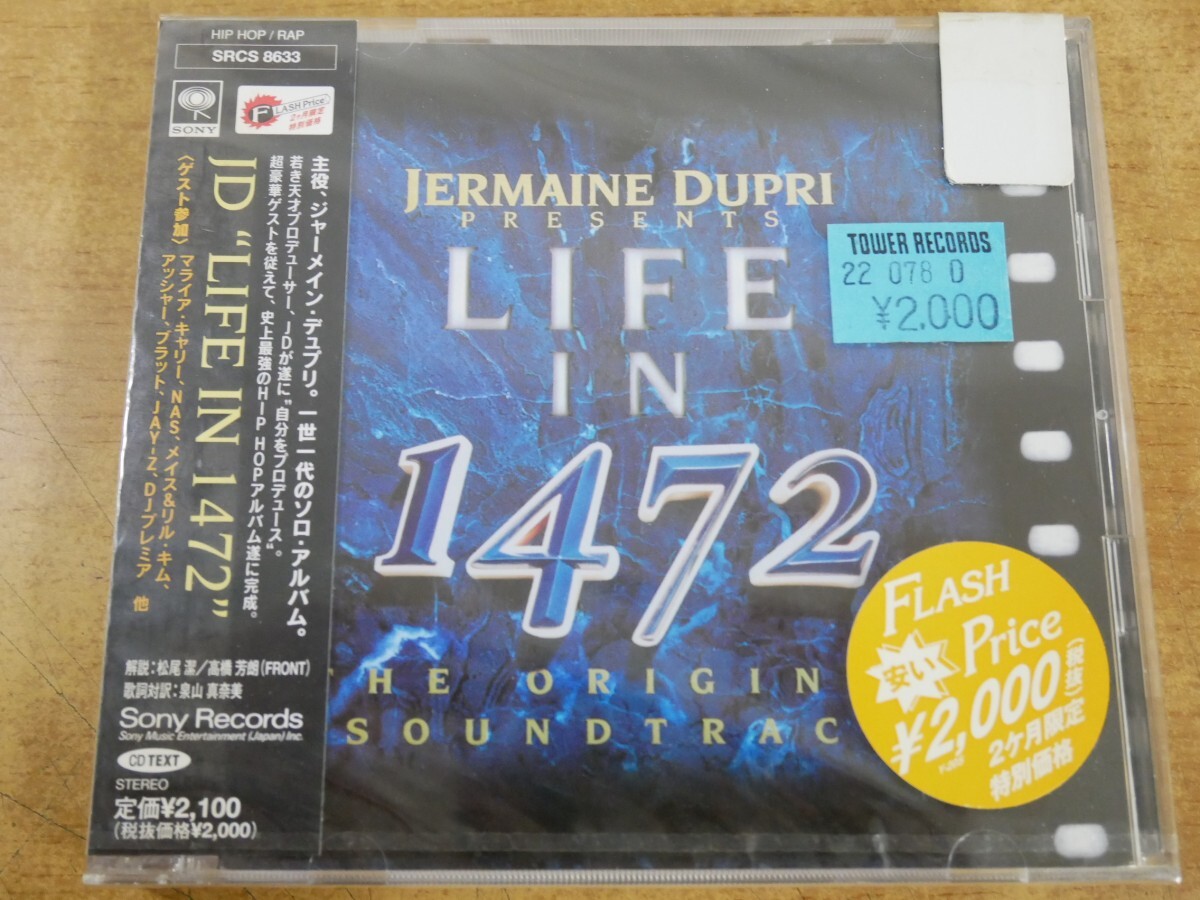 HIP HOP / RAP
SRCS 8633
SONY
FLASH Price
2ヶ月限定
特別価格
主役、ジャーメイン・デュプリ。一世一代のソロ・アルバム。
若き天才プロデューサー、JDが遂に"自分をプロデュース"。
超豪華ゲストを従えて、史上最強のHIP HOPアルバム遂に完成。
JD "LIFE IN 1472"
〈ゲスト参加〉マライア・キャリー、NAS、メイス&リル・キム、
アッシャー、ブラット、JAY-Z、DJプレミア 他
解説：松尾 潔／高橋 芳朗(FRONT)
歌詞対訳：泉山 真奈美
Sony Records
Sony Music Entertainment (Japan) Inc.
CD TEXT
STEREO
定価¥2,100
(税抜価格¥2,000)
JERMAINE DUPRI
PRESENTS
LIFE
IN
1472
HE ORIGIN
SOUNDTRAC
TOWER RECORDS
22 078 0
¥2,000
FLASH
Price
安い
¥2,000
(税抜)
2ケ月限定
特別価格